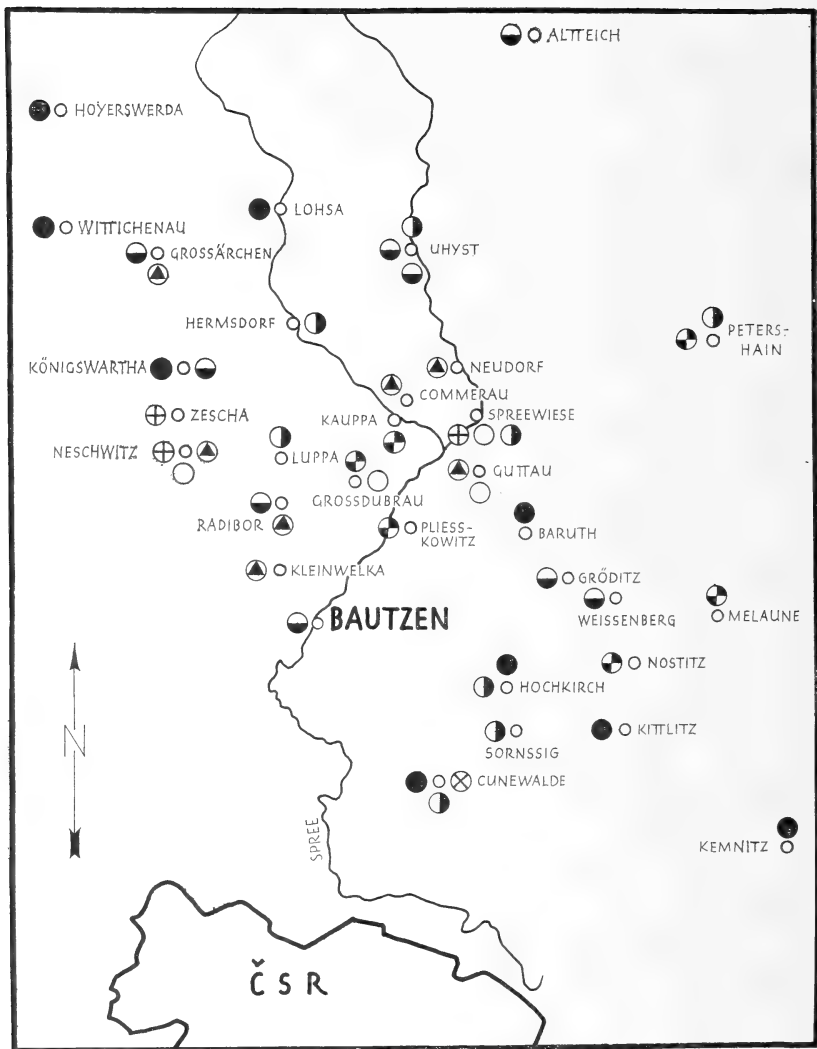 ALTTEICH
HOYERSWERDA
LOHSA
WITTICHENAU
GROSSÄRCHEN
UHYST
HERMSDORF
PETERS-
HAIN
KÖNIGSWARTHA
NEUDORF
COMMERAU
ZESCHA
KAUPPA
SPREEWIESE
NESCHWITZ
LUPPA
GUTTAU
GROSSDUBRAU
RADIBOR
PLIESS-
KOWITZ
BARUTH
KLEINWELKA
GRÖDITZ
WEISSENBERG
MELAUNE
BAUTZEN
NOSTITZ
HOCHKIRCH
N
SORNSSIG
KITTLITZ
CUNEWALDE
SPREE
KEMNITZ
ČSR